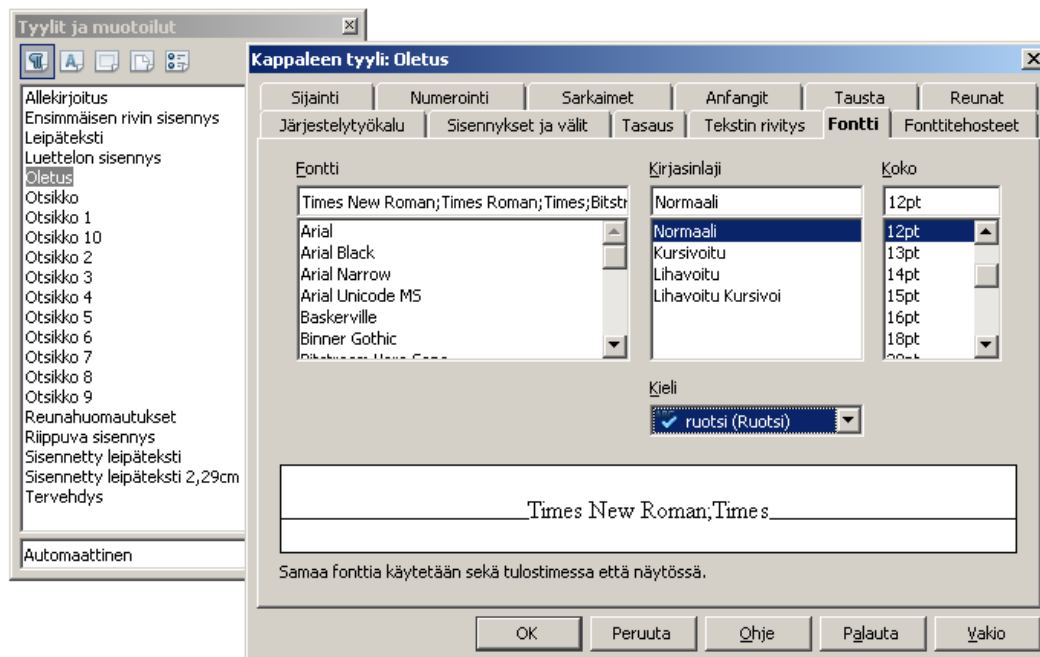 Tyylit ja muotoilut
Allekirjoitus
Ensimmäisen rivin sisennys
Leipäteksti
Luettelon sisennys
Oletus
Otsikko
Otsikko 1
Otsikko 10
Otsikko 2
Otsikko 3
Otsikko 4
Otsikko 5
Otsikko 6
Otsikko 7
Otsikko 8
Otsikko 9
Reunahuomautukset
Riippuva sisennys
Sisennetty leipäteksti
Sisennetty leipäteksti 2,29cm
Tervehdys
Automaattinen
Kappaleen tyyli: Oletus
Sijainti Numerointi Sarkaimet Anfangit Tausta Reunat
Järjestelytyökalu Sisennykset ja välit Tasaus Tekstin rivitys Fontti Fonttitehosteet
Fontti
Times New Roman;Times Roman;Times;Bitstr
Arial
Arial Black
Arial Narrow
Arial Unicode MS
Baskerville
Binner Gothic
Kirjasinlaji
Normaali
Normaali
Kursivoitu
Lihavoitu
Lihavoitu Kursivoi
Koko
12pt
12pt
13pt
14pt
15pt
16pt
18pt
Kieli
ruotsi (Ruotsi)
Times New Roman;Times
Samaa fonttia käytetään sekä tulostimessa että näytössä.
OK Peruuta Ohje Palauta Vakio